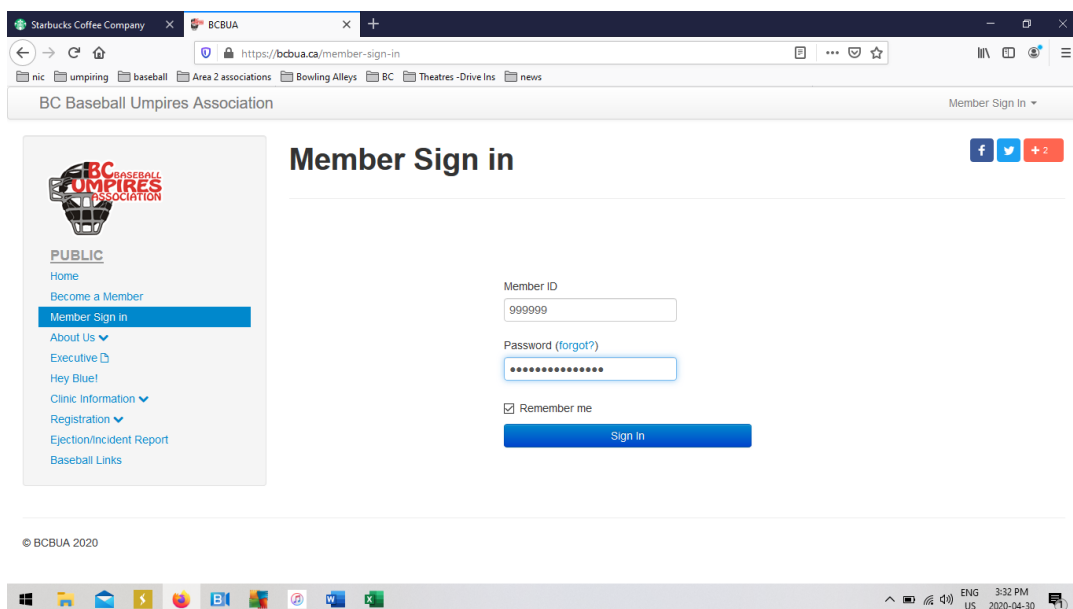 Starbucks Coffee Company
BCBUA
https://bcbua.ca/member-sign-in
nic umpiring baseball Area 2 associations Bowling Alleys BC Theatres -Drive Ins news
BC Baseball Umpires Association
Member Sign In
BC BASEBALL
UMPIRES
ASSOCIATION
Member Sign in
+ 2
PUBLIC
Home
Become a Member
Member Sign in
About Us
Executive
Hey Blue!
Clinic Information
Registration
Ejection/Incident Report
Baseball Links
Member ID
999999
Password (forgot?)
•••••••••••••••
Remember me
Sign In
© BCBUA 2020
ENG
US
3:32 PM
2020-04-30